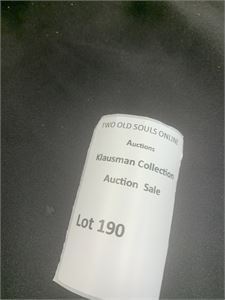 TWO OLD SOULS ONLINE
Auctions
Klausman Collection
Auction Sale
Lot 190